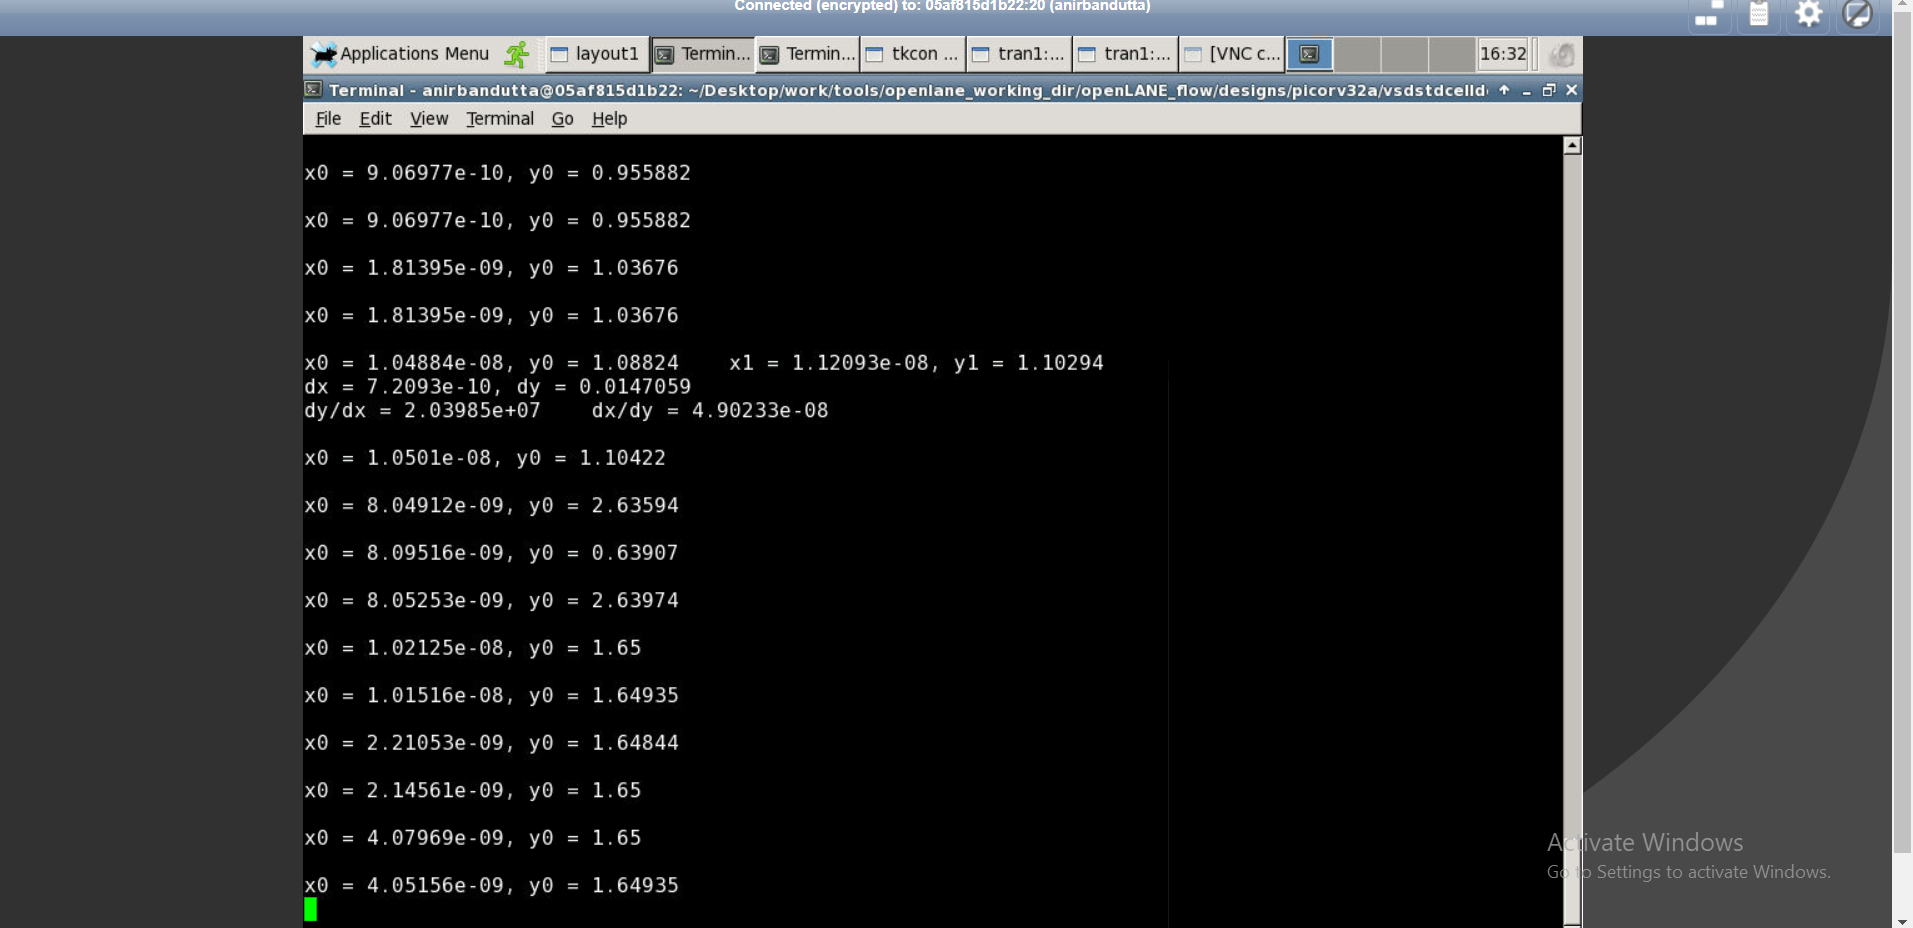 Connected (encrypted) to: 05af815d1b22:20 (anirbandutta)
Applications Menu layout1 Termin... Termin... tkcon ... tran1:... tran1:... [VNC c... 16:32
Terminal - anirbandutta@05af815d1b22: ~/Desktop/work/tools/openlane_working_dir/openLANE_flow/designs/picorv32a/vsdstdcelld
File Edit View Terminal Go Help
x0 = 9.06977e-10, y0 = 0.955882
x0 = 9.06977e-10, y0 = 0.955882
x0 = 1.81395e-09, y0 = 1.03676
x0 = 1.81395e-09, y0 = 1.03676
x0 = 1.04884e-08, y0 = 1.08824    x1 = 1.12093e-08, y1 = 1.10294
dx = 7.2093e-10, dy = 0.0147059
dy/dx = 2.03985e+07    dx/dy = 4.90233e-08
x0 = 1.0501e-08, y0 = 1.10422
x0 = 8.04912e-09, y0 = 2.63594
x0 = 8.09516e-09, y0 = 0.63907
x0 = 8.05253e-09, y0 = 2.63974
x0 = 1.02125e-08, y0 = 1.65
x0 = 1.01516e-08, y0 = 1.64935
x0 = 2.21053e-09, y0 = 1.64844
x0 = 2.14561e-09, y0 = 1.65
x0 = 4.07969e-09, y0 = 1.65
x0 = 4.05156e-09, y0 = 1.64935
Activate Windows
Go to Settings to activate Windows.